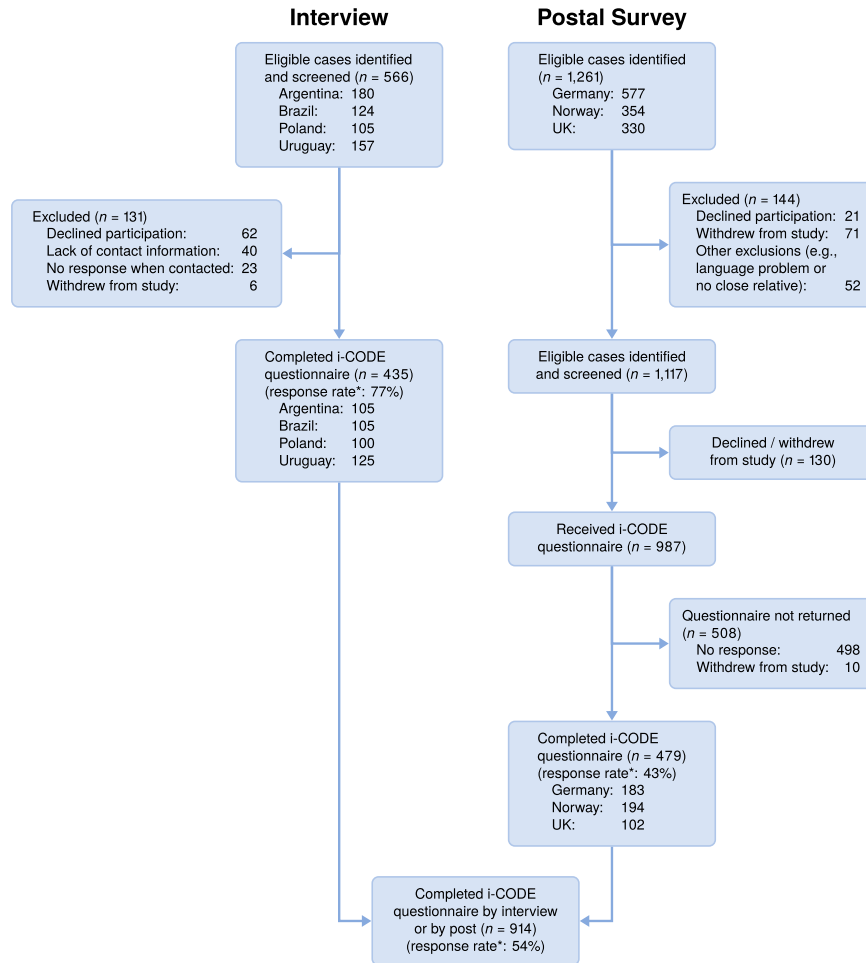 Interview
Eligible cases identified
and screened (n = 566)
Argentina: 180
Brazil: 124
Poland: 105
Uruguay: 157
Excluded (n = 131)
Declined participation: 62
Lack of contact information: 40
No response when contacted: 23
Withdrew from study: 6
Completed i-CODE
questionnaire (n = 435)
(response rate*: 77%)
Argentina: 105
Brazil: 105
Poland: 100
Uruguay: 125
Postal Survey
Eligible cases identified
(n = 1,261)
Germany: 577
Norway: 354
UK: 330
Excluded (n = 144)
Declined participation: 21
Withdrew from study: 71
Other exclusions (e.g.,
language problem or
no close relative): 52
Eligible cases identified
and screened (n = 1,117)
Declined / withdrew
from study (n = 130)
Received i-CODE
questionnaire (n = 987)
Questionnaire not returned
(n = 508)
No response: 498
Withdrew from study: 10
Completed i-CODE
questionnaire (n = 479)
(response rate*: 43%)
Germany: 183
Norway: 194
UK: 102
Completed i-CODE
questionnaire by interview
or by post (n = 914)
(response rate*: 54%)